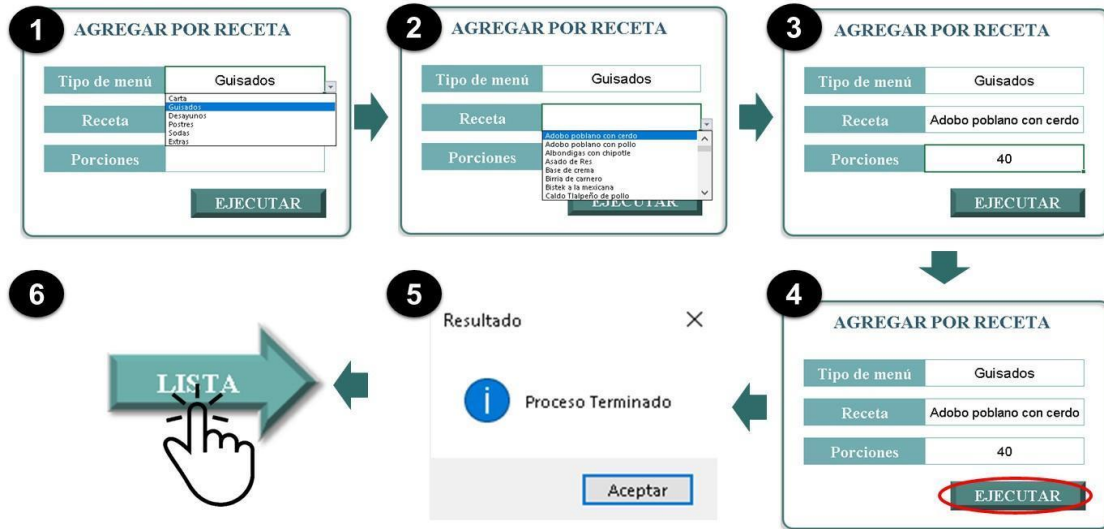 1
AGREGAR POR RECETA
Tipo de menú Guisados
Carta
Guisados
Desayunos
Postres
Sodas
Extras
Receta
Porciones
EJECUTAR
2
AGREGAR POR RECETA
Tipo de menú Guisados
Receta
Adobo poblano con cerdo
Adobo poblano con pollo
Albondigas con chipotle
Asado de Res
Base de crema
Birria de carnero
Bistek a la mexicana
Caldo Tlalpeño de pollo
Porciones
EJECUTAR
3
AGREGAR POR RECETA
Tipo de menú Guisados
Receta Adobo poblano con cerdo
Porciones 40
EJECUTAR
4
AGREGAR POR RECETA
Tipo de menú Guisados
Receta Adobo poblano con cerdo
Porciones 40
EJECUTAR
5
Resultado
Proceso Terminado
Aceptar
6
LISTA